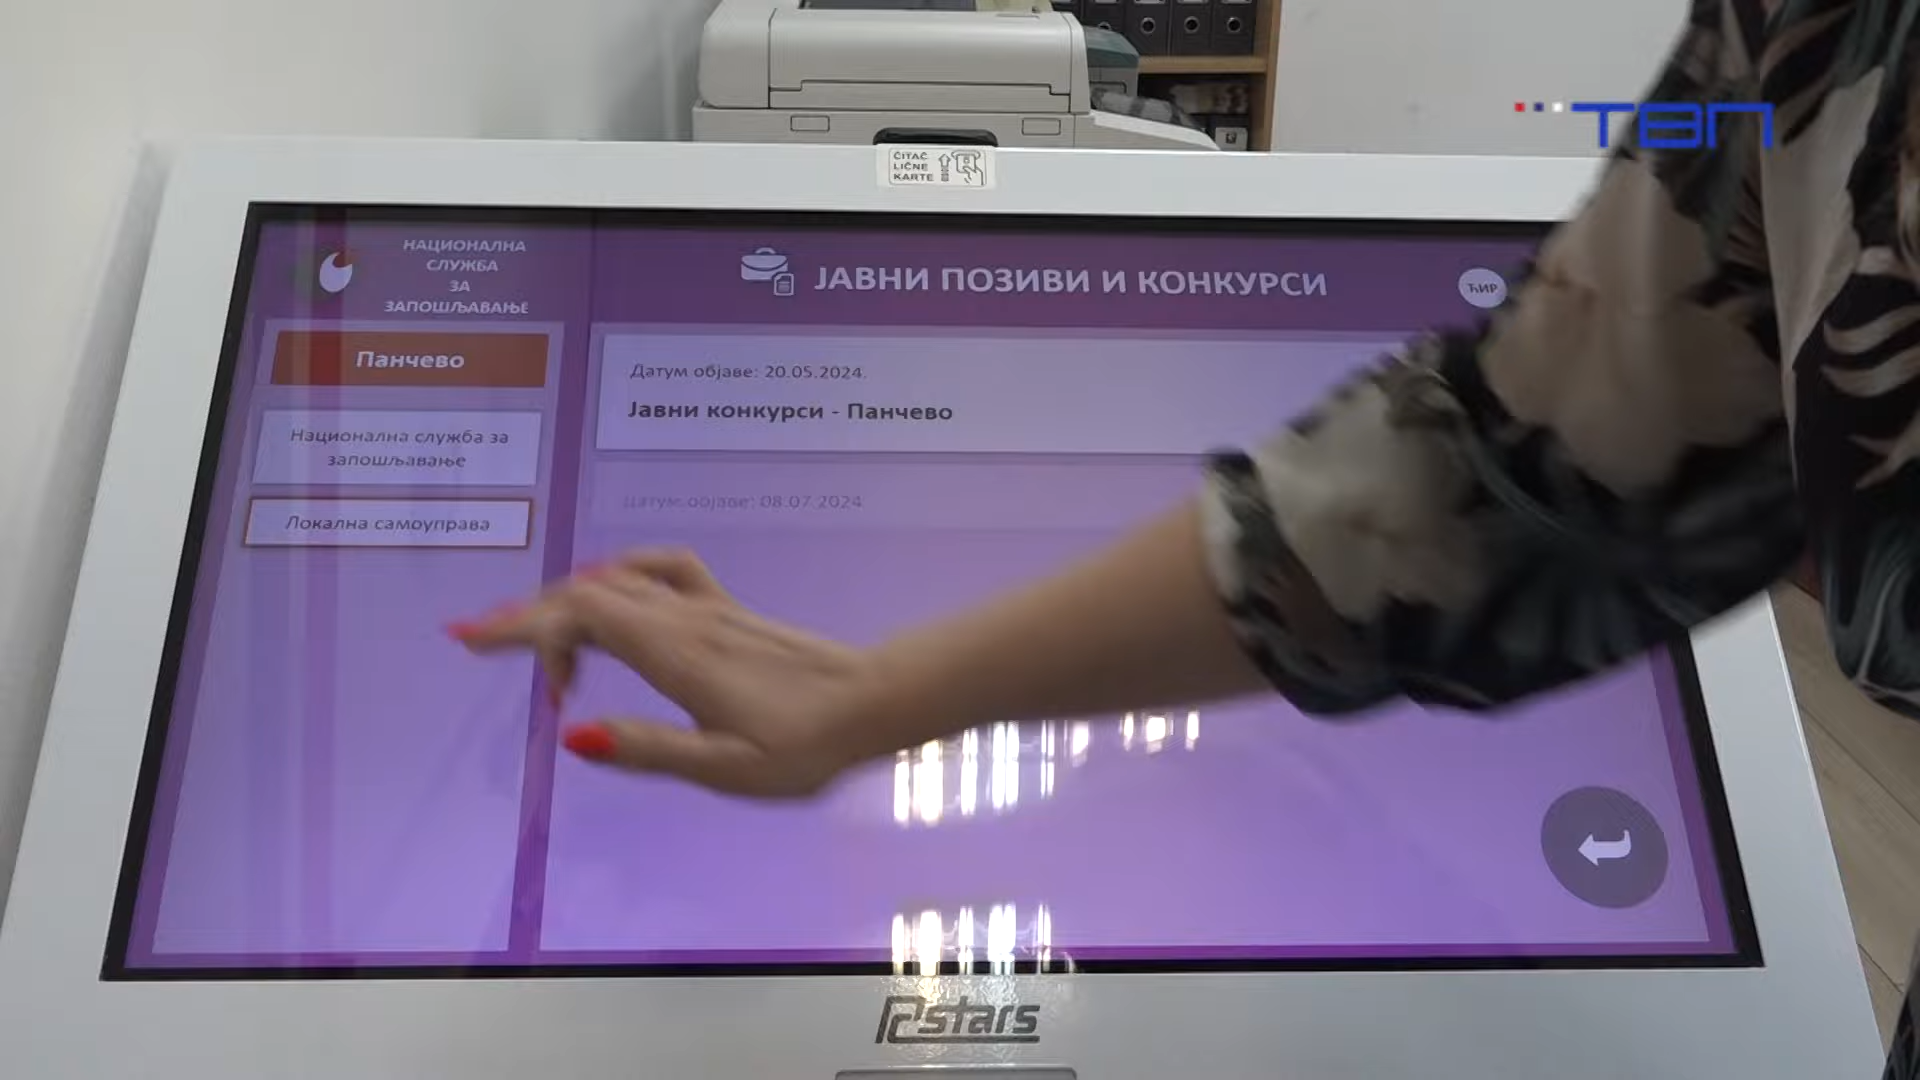 ТВП
ČITAČ
LIČNE
KARTE
НАЦИОНАЛНА
СЛУЖБА
ЗА
ЗАПОШЉАВАЊЕ
ЈАВНИ ПОЗИВИ И КОНКУРСИ
ЋИР
Панчево
Национална служба за
запошљавање
Локална самоуправа
Датум објаве: 20.05.2024.
Јавни конкурси - Панчево
Датум објаве: 08.07.2024
PCstars